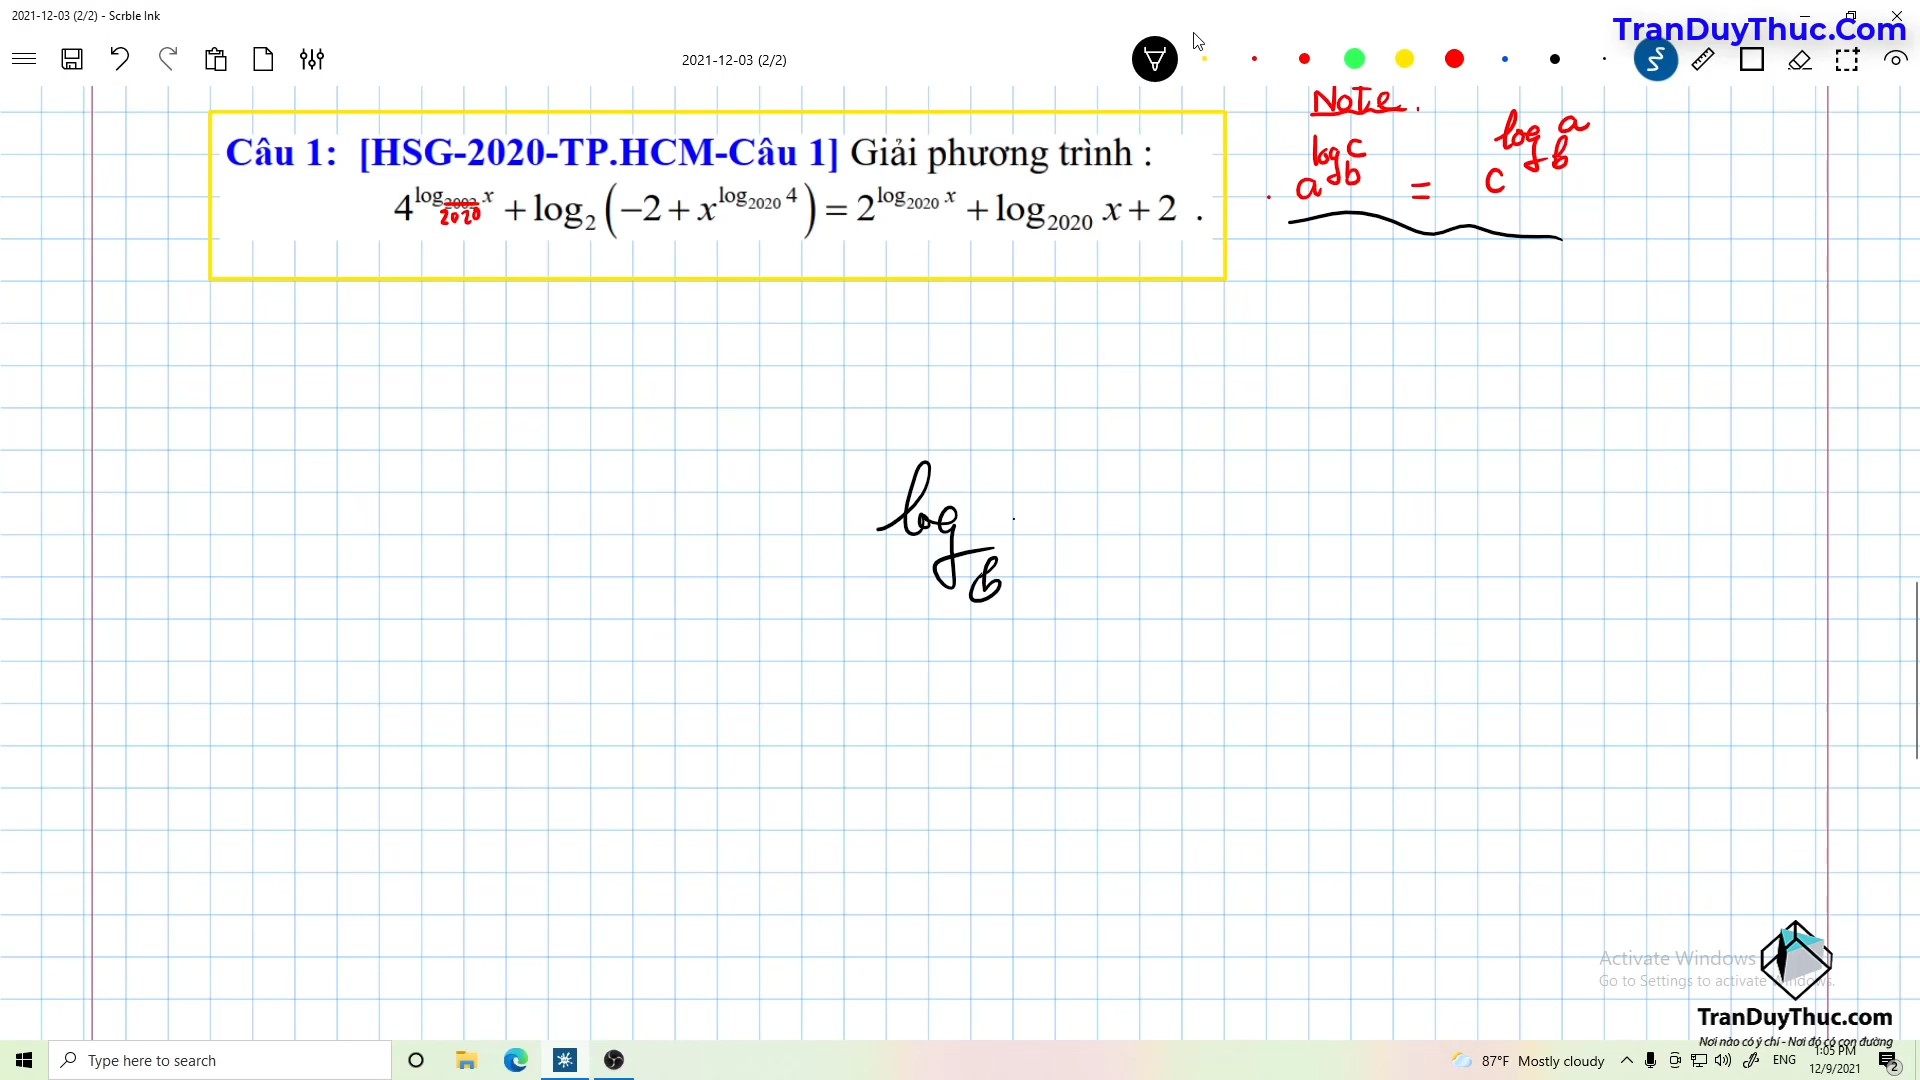 2021-12-03 (2/2) - Scrble Ink
TranDuyThuc.Com
2021-12-03 (2/2)
Note.
Câu 1: [HSG-2020-TP.HCM-Câu 1] Giải phương trình :
4^{log_{2020} x} + log_2(−2 + x^{log_{2020} 4}) = 2^{log_{2020} x} + log_{2020} x + 2 .
a^{log_b c} = c^{log_b a}
log_b
Activate Windows
Go to Settings to activate Windows.
TranDuyThuc.com
Nơi nào có ý chí - Nơi đó có con đường
Type here to search
87°F Mostly cloudy
ENG
1:05 PM
12/9/2021
2